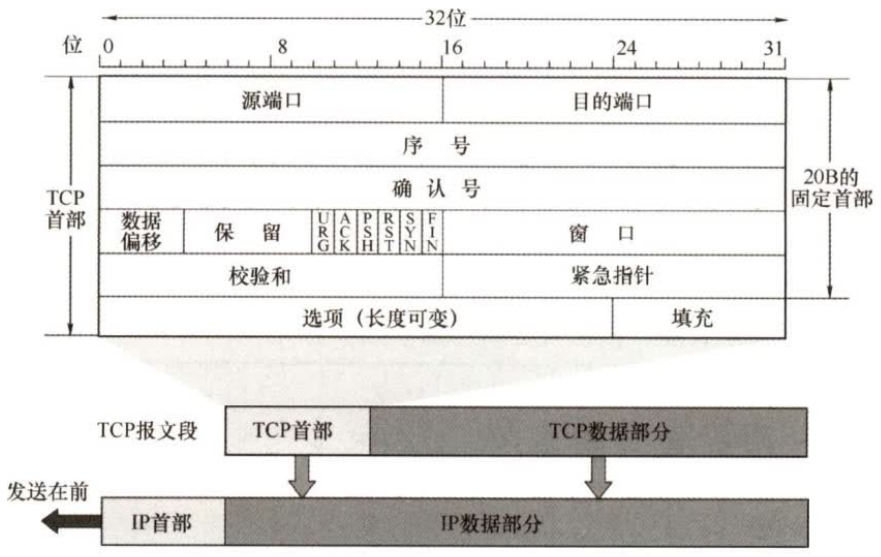 32位
位 0 8 16 24 31
源端口 目的端口
序 号
TCP
首部
确 认 号
20B的
固定首部
数据
偏移
保 留
URG
ACK
PSH
RST
SYN
FIN
窗 口
校验和 紧急指针
选项（长度可变） 填充
TCP报文段 TCP首部 TCP数据部分
发送在前
IP首部 IP数据部分